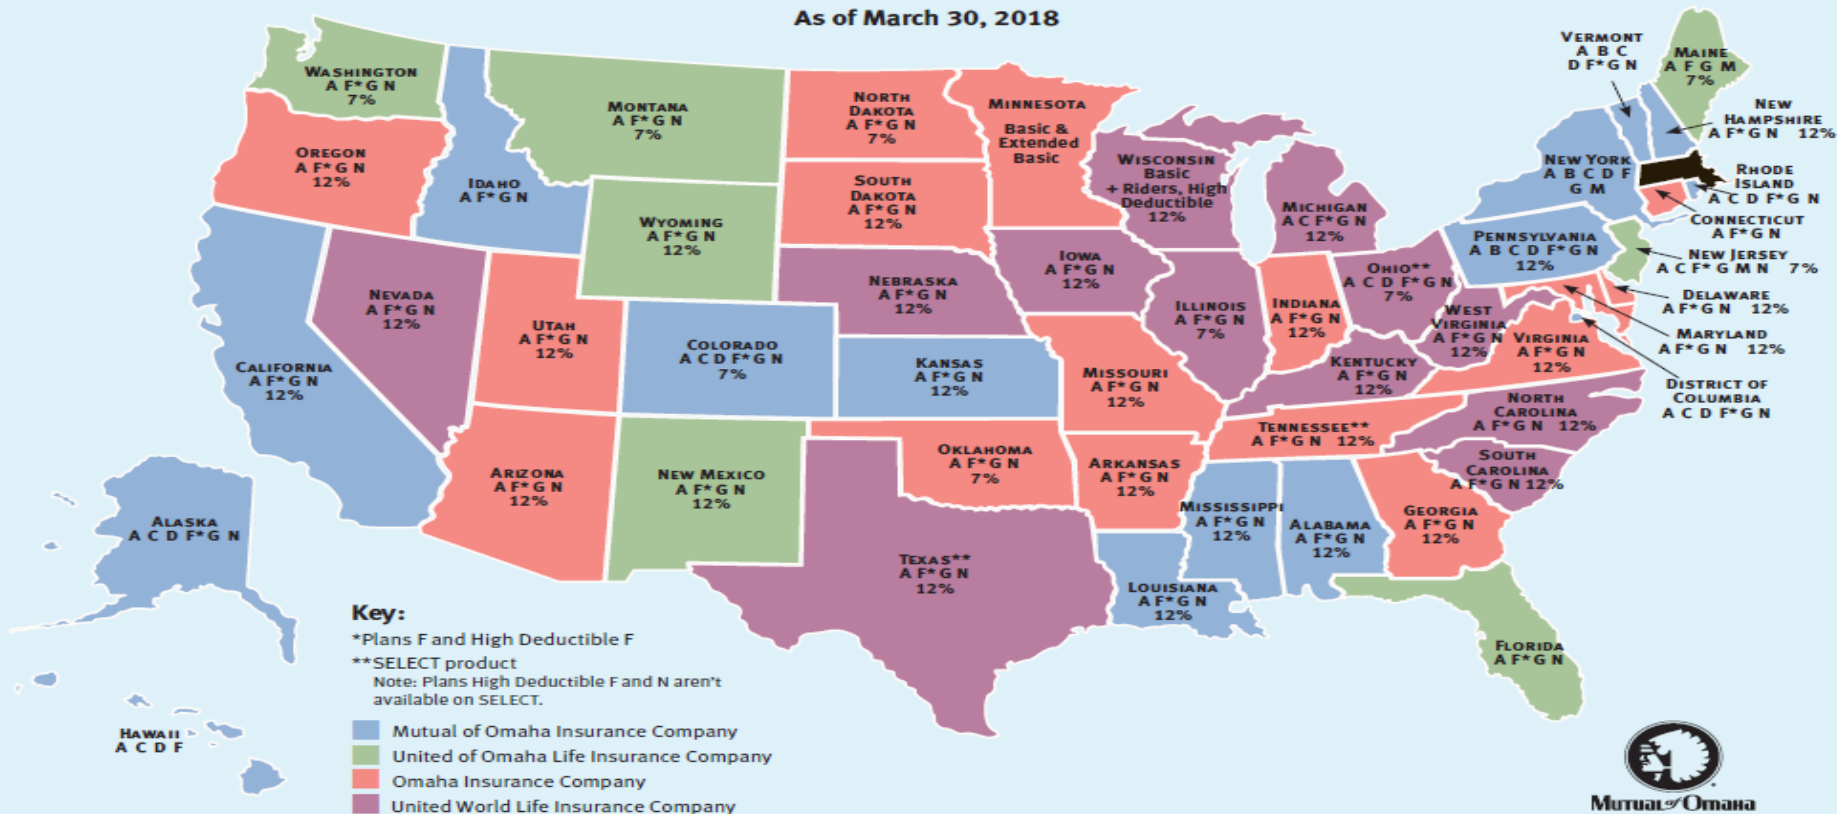 As of March 30, 2018
WASHINGTON
A F* G N
7%
OREGON
A F* G N
12%
IDAHO
A F* G N
MONTANA
A F* G N
7%
WYOMING
A F* G N
12%
NORTH
DAKOTA
A F* G N
7%
SOUTH
DAKOTA
A F* G N
12%
MINNESOTA
Basic &
Extended
Basic
WISCONSIN
Basic
+ Riders, High
Deductible
12%
MICHIGAN
A C F* G N
12%
VERMONT
A B C
D F* G N
MAINE
A F G M
7%
NEW
HAMPSHIRE
A F* G N 12%
NEW YORK
A B C D F
G M
RHODE
ISLAND
A C D F* G N
CONNECTICUT
A F* G N
PENNSYLVANIA
A B C D F* G N
12%
NEW JERSEY
A C F* G M N 7%
DELAWARE
A F* G N 12%
MARYLAND
A F* G N 12%
DISTRICT OF
COLUMBIA
A C D F* G N
CALIFORNIA
A F* G N
12%
NEVADA
A F* G N
12%
UTAH
A F* G N
12%
COLORADO
A C D F* G N
7%
NEBRASKA
A F* G N
12%
KANSAS
A F* G N
12%
IOWA
A F* G N
12%
MISSOURI
A F* G N
12%
ILLINOIS
A F* G N
7%
INDIANA
A F* G N
12%
OHIO**
A C D F* G N
7%
WEST
VIRGINIA
A F* G N
12%
VIRGINIA
A F* G N
12%
KENTUCKY
A F* G N
12%
TENNESSEE**
A F* G N 12%
NORTH
CAROLINA
A F* G N 12%
SOUTH
CAROLINA
A F* G N 12%
ARIZONA
A F* G N
12%
NEW MEXICO
A F* G N
12%
OKLAHOMA
A F* G N
7%
ARKANSAS
A F* G N
12%
TEXAS**
A F* G N
12%
LOUISIANA
A F* G N
12%
MISSISSIPPI
A F* G N
12%
ALABAMA
A F* G N
12%
GEORGIA
A F* G N
12%
FLORIDA
A F* G N
ALASKA
A C D F* G N
HAWAII
A C D F
Key:
*Plans F and High Deductible F
**SELECT product
Note: Plans High Deductible F and N aren't
available on SELECT.
Mutual of Omaha Insurance Company
United of Omaha Life Insurance Company
Omaha Insurance Company
United World Life Insurance Company
MUTUAL of OMAHA